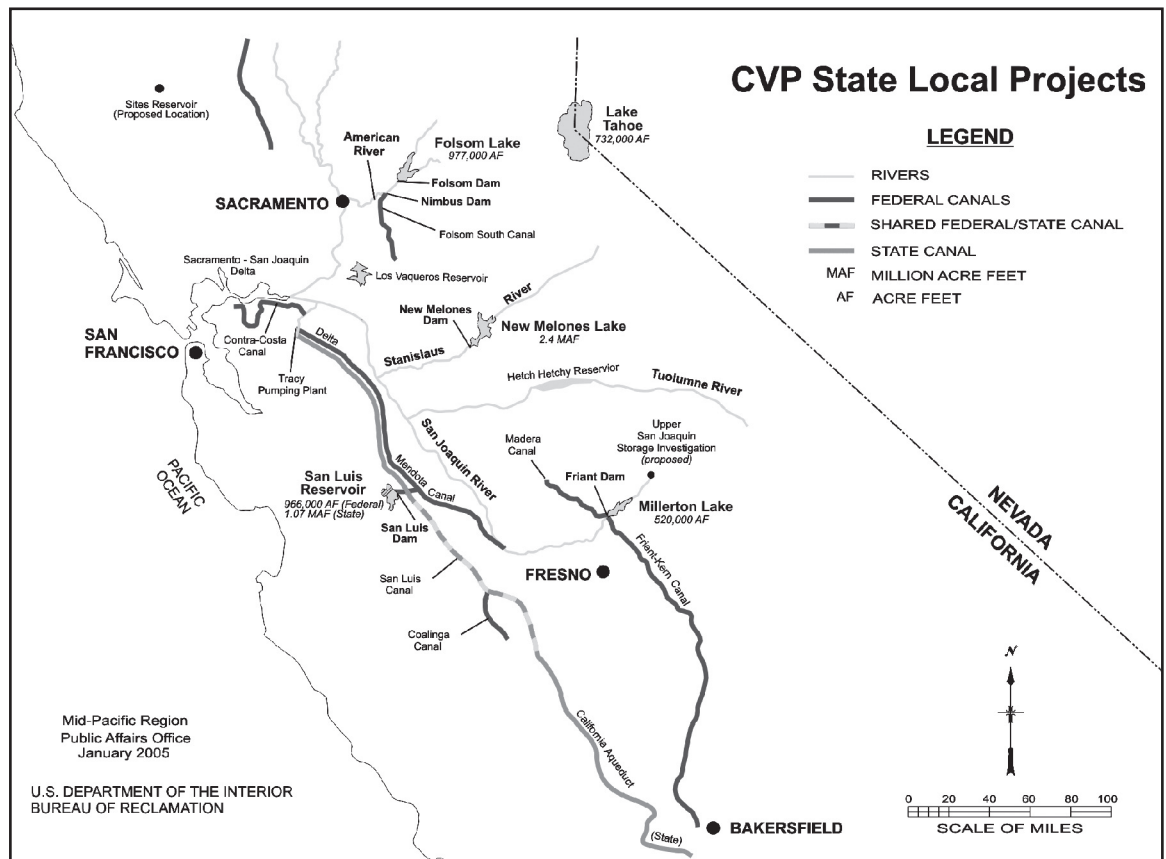 CVP State Local Projects
LEGEND
RIVERS
FEDERAL CANALS
SHARED FEDERAL/STATE CANAL
STATE CANAL
MAF MILLION ACRE FEET
AF ACRE FEET
Sites Reservoir
(Proposed Location)
Lake
Tahoe
732,000 AF
American
River
Folsom Lake
977,000 AF
Folsom Dam
Nimbus Dam
SACRAMENTO
Folsom South Canal
Sacramento - San Joaquin
Delta
Los Vaqueros Reservoir
New Melones
Dam
River
New Melones Lake
2.4 MAF
Stanislaus
SAN
FRANCISCO
Contra-Costa
Canal
Delta
Tracy
Pumping Plant
Hetch Hetchy Reservior
Tuolumne River
San Joaquin River
Madera
Canal
Upper
San Joaquin
Storage Investigation
(proposed)
Friant Dam
Millerton Lake
520,000 AF
PACIFIC
OCEAN
San Luis
Reservoir
966,000 AF (Federal)
1.07 MAF (State)
Mendota
Canal
San Luis
Dam
NEVADA
CALIFORNIA
Friant-Kern Canal
San Luis
Canal
FRESNO
Coalinga
Canal
N
California Aqueduct
Mid-Pacific Region
Public Affairs Office
January 2005
U.S. DEPARTMENT OF THE INTERIOR
BUREAU OF RECLAMATION
0 20 40 60 80 100
SCALE OF MILES
BAKERSFIELD
(State)